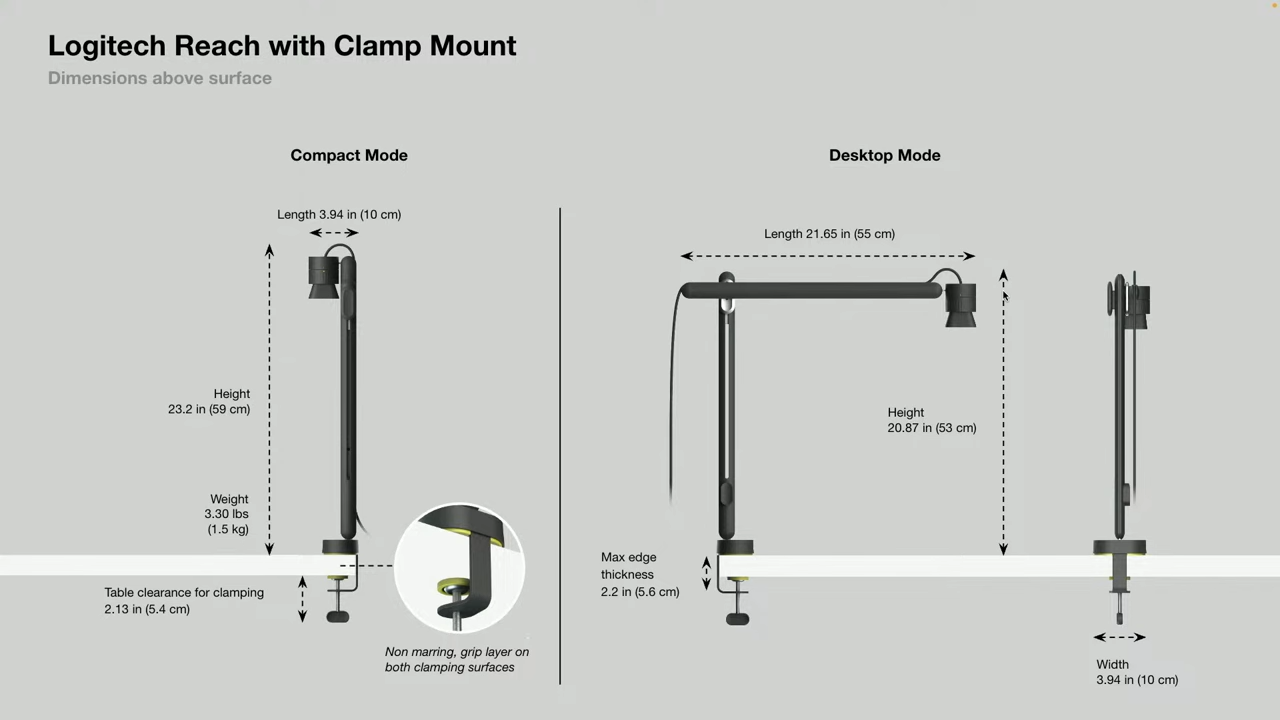 Logitech Reach with Clamp Mount
Dimensions above surface
Compact Mode
Length 3.94 in (10 cm)
Height
23.2 in (59 cm)
Weight
3.30 lbs
(1.5 kg)
Table clearance for clamping
2.13 in (5.4 cm)
Non marring, grip layer on
both clamping surfaces
Desktop Mode
Length 21.65 in (55 cm)
Height
20.87 in (53 cm)
Max edge
thickness
2.2 in (5.6 cm)
Width
3.94 in (10 cm)